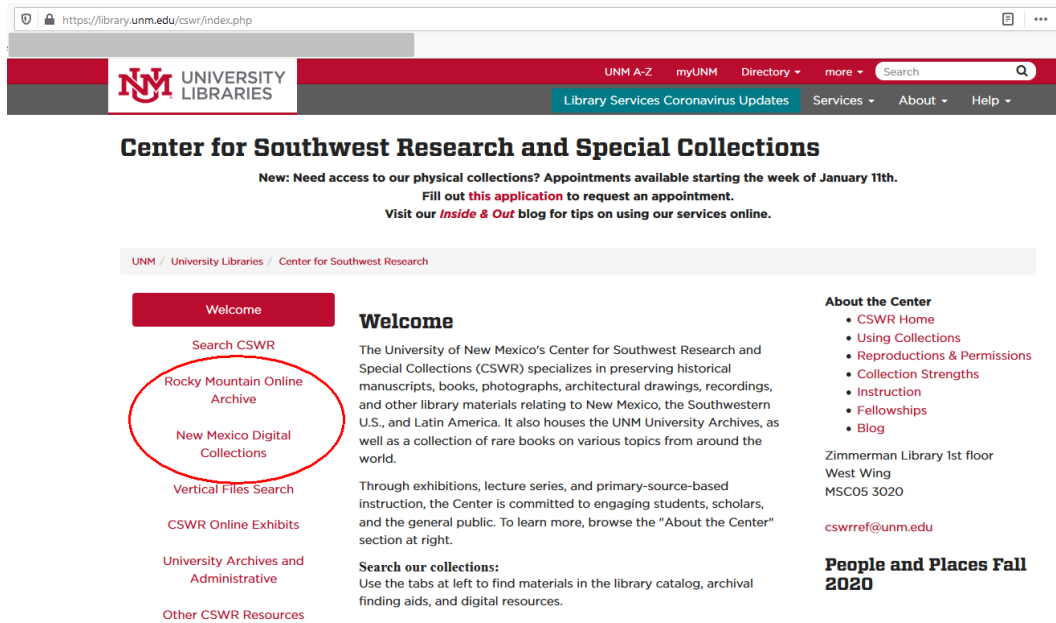 https://library.unm.edu/cswr/index.php
UNM UNIVERSITY LIBRARIES
UNM A-Z myUNM Directory more Search
Library Services Coronavirus Updates Services About Help
Center for Southwest Research and Special Collections
New: Need access to our physical collections? Appointments available starting the week of January 11th.
Fill out this application to request an appointment.
Visit our Inside & Out blog for tips on using our services online.
UNM / University Libraries / Center for Southwest Research
Welcome
Search CSWR
Rocky Mountain Online
Archive
New Mexico Digital
Collections
Vertical Files Search
CSWR Online Exhibits
University Archives and
Administrative
Other CSWR Resources
Welcome
The University of New Mexico's Center for Southwest Research and
Special Collections (CSWR) specializes in preserving historical
manuscripts, books, photographs, architectural drawings, recordings,
and other library materials relating to New Mexico, the Southwestern
U.S., and Latin America. It also houses the UNM University Archives, as
well as a collection of rare books on various topics from around the
world.
Through exhibitions, lecture series, and primary-source-based
instruction, the Center is committed to engaging students, scholars,
and the general public. To learn more, browse the "About the Center"
section at right.
Search our collections:
Use the tabs at left to find materials in the library catalog, archival
finding aids, and digital resources.
About the Center
• CSWR Home
• Using Collections
• Reproductions & Permissions
• Collection Strengths
• Instruction
• Fellowships
• Blog
Zimmerman Library 1st floor
West Wing
MSC05 3020
cswrref@unm.edu
People and Places Fall
2020